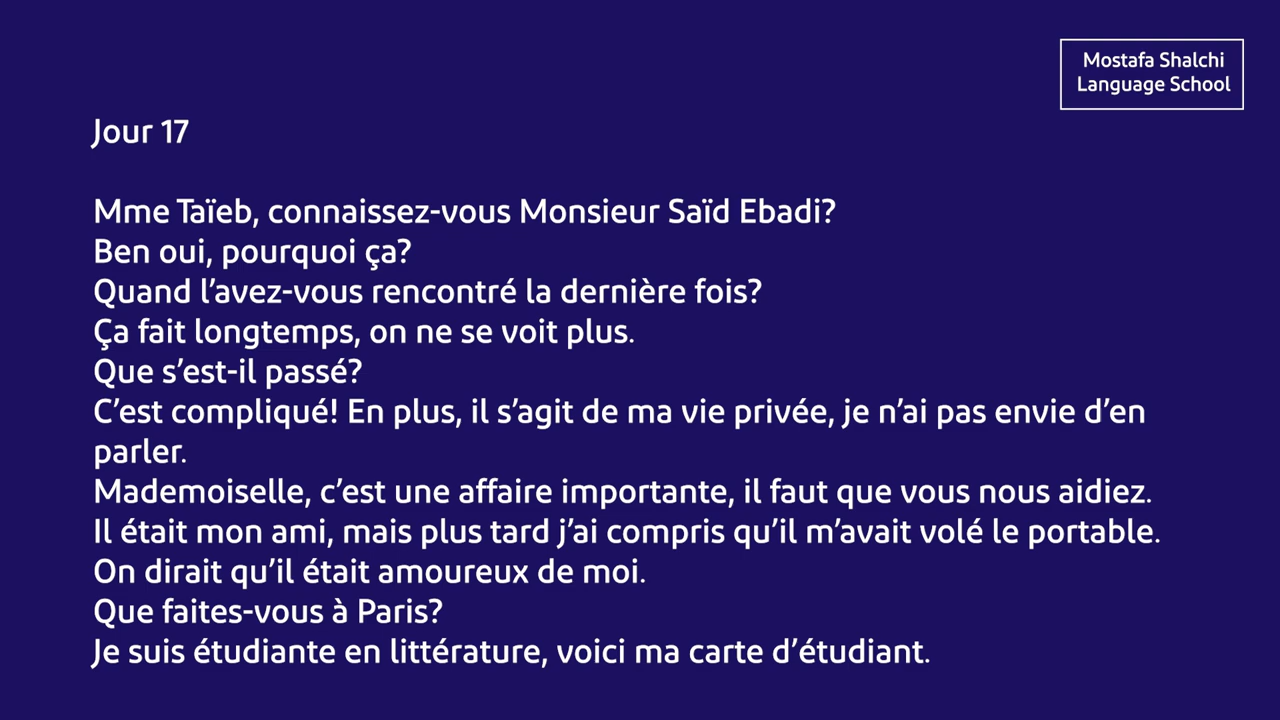 Mostafa Shalchi
Language School
Jour 17
Mme Taïeb, connaissez-vous Monsieur Saïd Ebadi?
Ben oui, pourquoi ça?
Quand l’avez-vous rencontré la dernière fois?
Ça fait longtemps, on ne se voit plus.
Que s’est-il passé?
C’est compliqué! En plus, il s’agit de ma vie privée, je n’ai pas envie d’en
parler.
Mademoiselle, c’est une affaire importante, il faut que vous nous aidiez.
Il était mon ami, mais plus tard j’ai compris qu’il m’avait volé le portable.
On dirait qu’il était amoureux de moi.
Que faites-vous à Paris?
Je suis étudiante en littérature, voici ma carte d’étudiant.